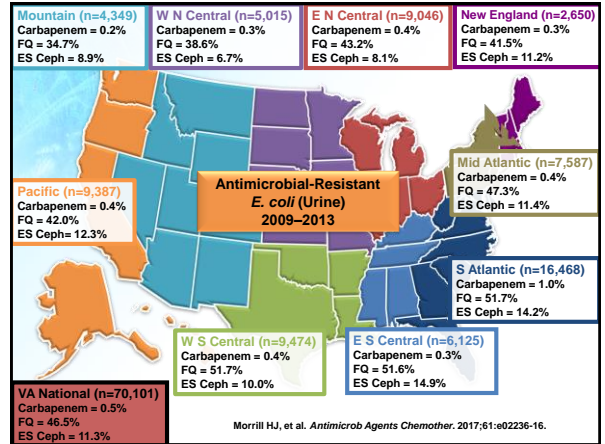 Mountain (n=4,349)
Carbapenem = 0.2%
FQ = 34.7%
ES Ceph = 8.9%
W N Central (n=5,015)
Carbapenem = 0.3%
FQ = 38.6%
ES Ceph = 6.7%
E N Central (n=9,046)
Carbapenem = 0.4%
FQ = 43.2%
ES Ceph = 8.1%
New England (n=2,650)
Carbapenem = 0.3%
FQ = 41.5%
ES Ceph = 11.2%
Mid Atlantic (n=7,587)
Carbapenem = 0.4%
FQ = 47.3%
ES Ceph = 11.4%
Pacific (n=9,387)
Carbapenem = 0.4%
FQ = 42.0%
ES Ceph= 12.3%
Antimicrobial-Resistant
E. coli (Urine)
2009–2013
S Atlantic (n=16,468)
Carbapenem = 1.0%
FQ = 51.7%
ES Ceph = 14.2%
W S Central (n=9,474)
Carbapenem = 0.4%
FQ = 51.7%
ES Ceph = 10.0%
E S Central (n=6,125)
Carbapenem = 0.3%
FQ = 51.6%
ES Ceph = 14.9%
VA National (n=70,101)
Carbapenem = 0.5%
FQ = 46.5%
ES Ceph = 11.3%
Morrill HJ, et al. Antimicrob Agents Chemother. 2017;61:e02236-16.